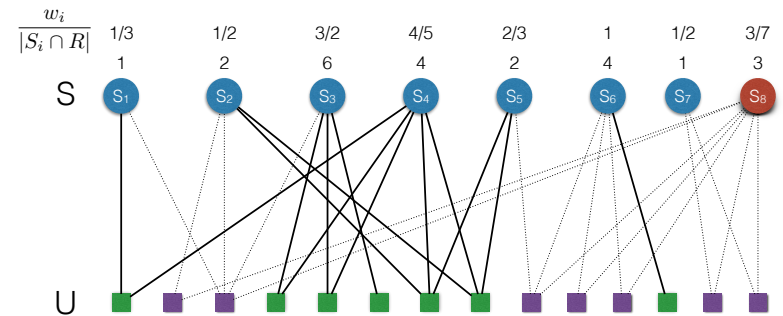 w_i
|S_i ∩ R|
1/3 1/2 3/2 4/5 2/3 1 1/2 3/7
1 2 6 4 2 4 1 3
S S₁ S₂ S₃ S₄ S₅ S₆ S₇ S₈
U